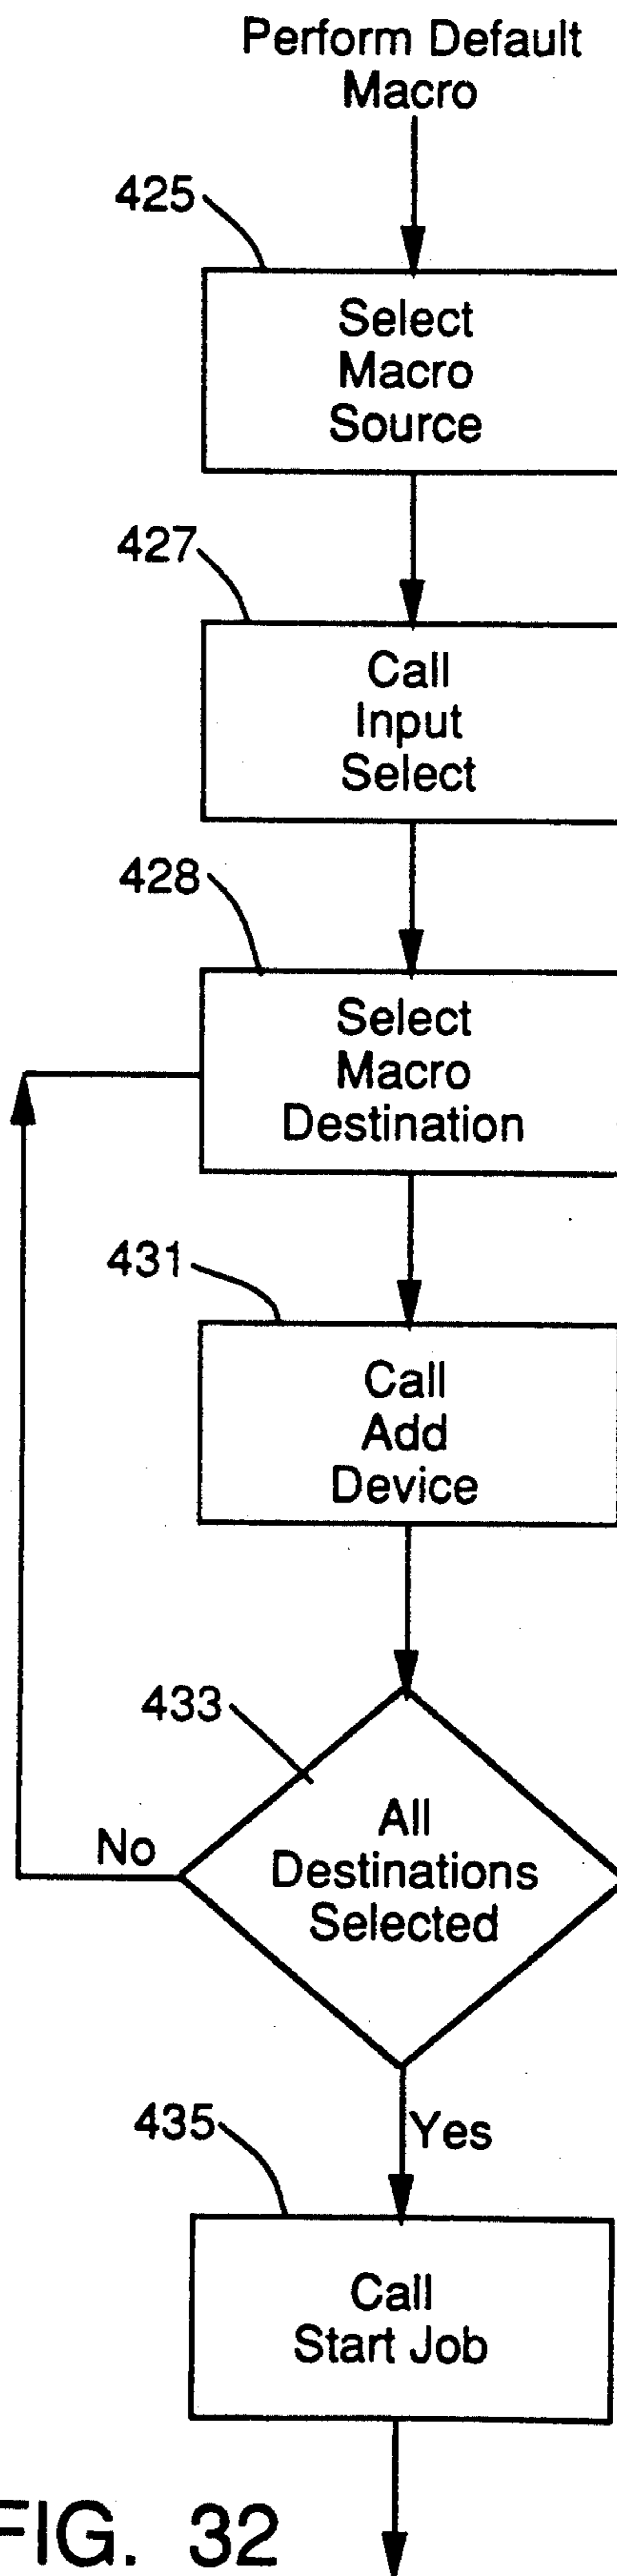 Perform Default
Macro
425
Select
Macro
Source
427
Call
Input
Select
428
Select
Macro
Destination
431
Call
Add
Device
433
All
Destinations
Selected
No
Yes
435
Call
Start Job
FIG. 32